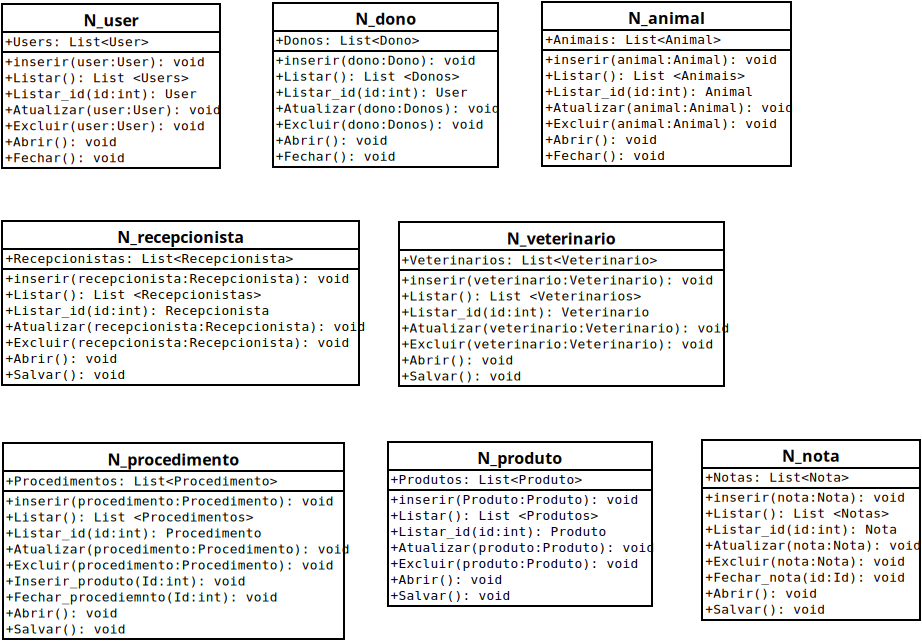 N_user
+Users: List<User>
+inserir(user:User): void
+Listar(): List <Users>
+Listar_id(id:int): User
+Atualizar(user:User): void
+Excluir(user:User): void
+Abrir(): void
+Fechar(): void
N_dono
+Donos: List<Dono>
+inserir(dono:Dono): void
+Listar(): List <Donos>
+Listar_id(id:int): User
+Atualizar(dono:Donos): void
+Excluir(dono:Donos): void
+Abrir(): void
+Fechar(): void
N_animal
+Animais: List<Animal>
+inserir(animal:Animal): void
+Listar(): List <Animais>
+Listar_id(id:int): Animal
+Atualizar(animal:Animal): void
+Excluir(animal:Animal): void
+Abrir(): void
+Fechar(): void
N_recepcionista
+Recepcionistas: List<Recepcionista>
+inserir(recepcionista:Recepcionista): void
+Listar(): List <Recepcionistas>
+Listar_id(id:int): Recepcionista
+Atualizar(recepcionista:Recepcionista): void
+Excluir(recepcionista:Recepcionista): void
+Abrir(): void
+Salvar(): void
N_veterinario
+Veterinarios: List<Veterinario>
+inserir(veterinario:Veterinario): void
+Listar(): List <Veterinarios>
+Listar_id(id:int): Veterinario
+Atualizar(veterinario:Veterinario): void
+Excluir(veterinario:Veterinario): void
+Abrir(): void
+Salvar(): void
N_procedimento
+Procedimentos: List<Procedimento>
+inserir(procedimento:Procedimento): void
+Listar(): List <Procedimentos>
+Listar_id(id:int): Procedimento
+Atualizar(procedimento:Procedimento): void
+Excluir(procedimento:Procedimento): void
+Inserir_produto(Id:int): void
+Fechar_procediemnto(Id:int): void
+Abrir(): void
+Salvar(): void
N_produto
+Produtos: List<Produto>
+inserir(Produto:Produto): void
+Listar(): List <Produtos>
+Listar_id(id:int): Produto
+Atualizar(produto:Produto): void
+Excluir(produto:Produto): void
+Abrir(): void
+Salvar(): void
N_nota
+Notas: List<Nota>
+inserir(nota:Nota): void
+Listar(): List <Notas>
+Listar_id(id:int): Nota
+Atualizar(nota:Nota): void
+Excluir(nota:Nota): void
+Fechar_nota(id:Id): void
+Abrir(): void
+Salvar(): void